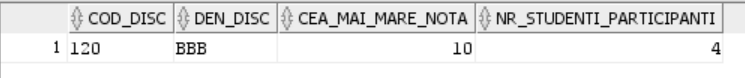 COD_DISC DEN_DISC CEA_MAI_MARE_NOTA NR_STUDENTI_PARTICIPANTI
1 120 BBB 10 4